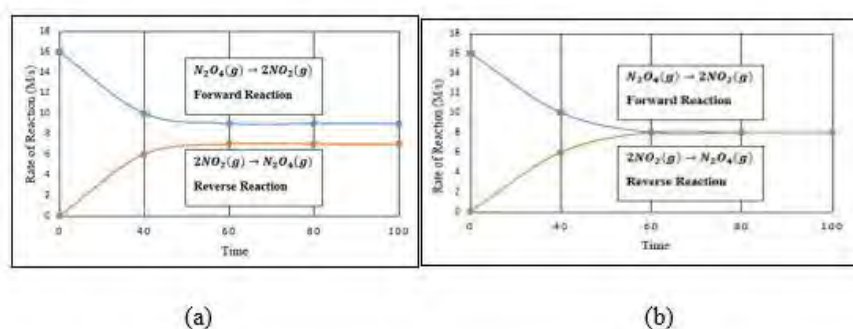 18
16
14
12
10
8
6
4
2
0
Rate of Reaction (M/s)
N₂O₄(g) → 2NO₂(g)
Forward Reaction
2NO₂(g) → N₂O₄(g)
Reverse Reaction
0 40 60 80 100
Time
(a)
18
16
14
12
10
8
6
4
2
0
Rate of Reaction (M/s)
N₂O₄(g) → 2NO₂(g)
Forward Reaction
2NO₂(g) → N₂O₄(g)
Reverse Reaction
0 40 60 80 100
Time
(b)